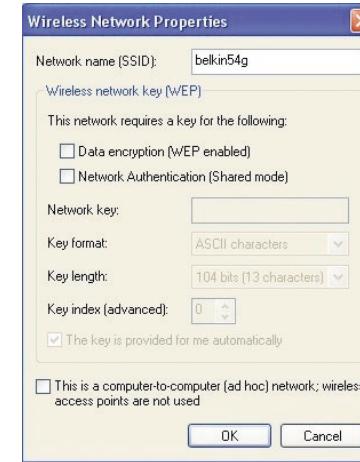 Wireless Network Properties
Network name (SSID): belkin54g
Wireless network key (WEP)
This network requires a key for the following:
Data encryption (WEP enabled)
Network Authentication (Shared mode)
Network key:
Key format: ASCII characters
Key length: 104 bits (13 characters)
Key index (advanced): 0
The key is provided for me automatically
This is a computer-to-computer (ad hoc) network; wireless
access points are not used
OK Cancel